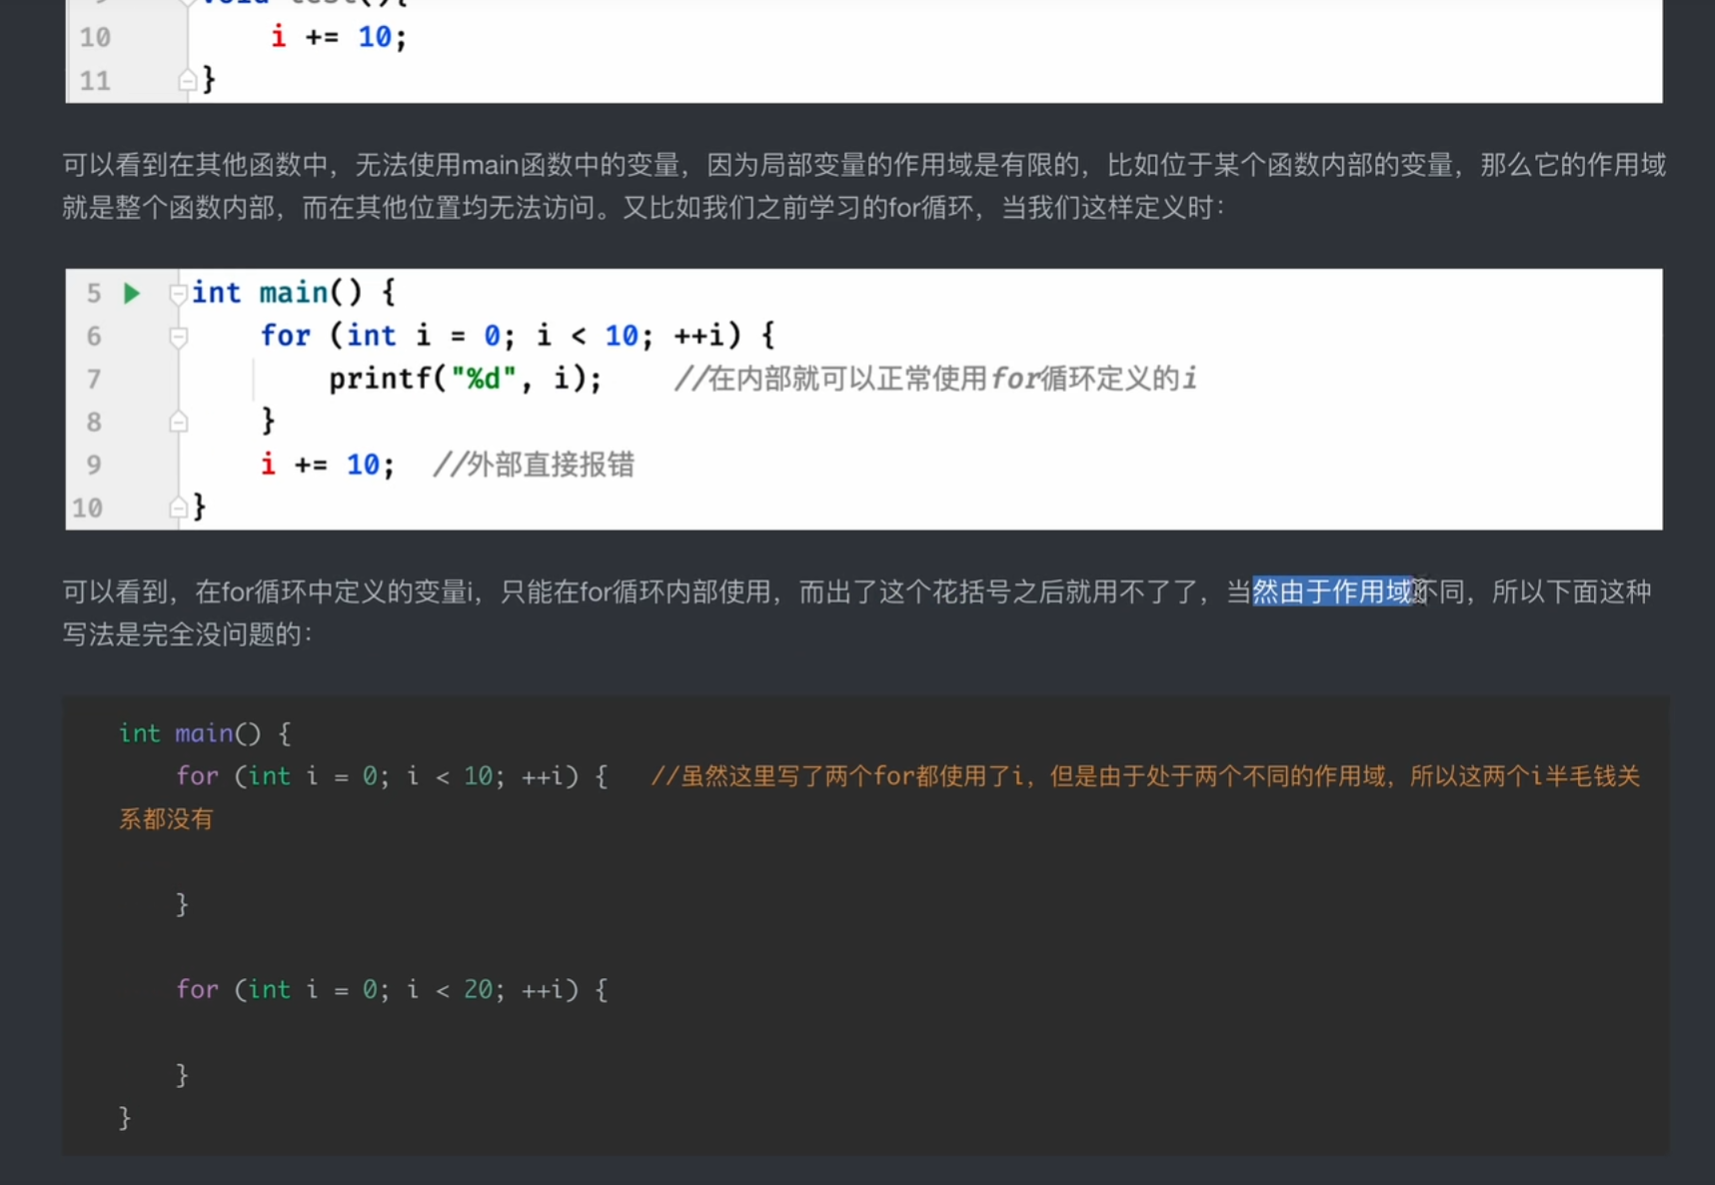 9 void test(){
10 i += 10;
11 }
可以看到在其他函数中，无法使用main函数中的变量，因为局部变量的作用域是有限的，比如位于某个函数内部的变量，那么它的作用域
就是整个函数内部，而在其他位置均无法访问。又比如我们之前学习的for循环，当我们这样定义时：
5 int main() {
6 for (int i = 0; i < 10; ++i) {
7 printf("%d", i); //在内部就可以正常使用for循环定义的i
8 }
9 i += 10; //外部直接报错
10 }
可以看到，在for循环中定义的变量i，只能在for循环内部使用，而出了这个花括号之后就用不了了，当然由于作用域不同，所以下面这种
写法是完全没问题的：
int main() {
for (int i = 0; i < 10; ++i) { //虽然这里写了两个for都使用了i，但是由于处于两个不同的作用域，所以这两个i半毛钱关
系都没有
}
for (int i = 0; i < 20; ++i) {
}
}